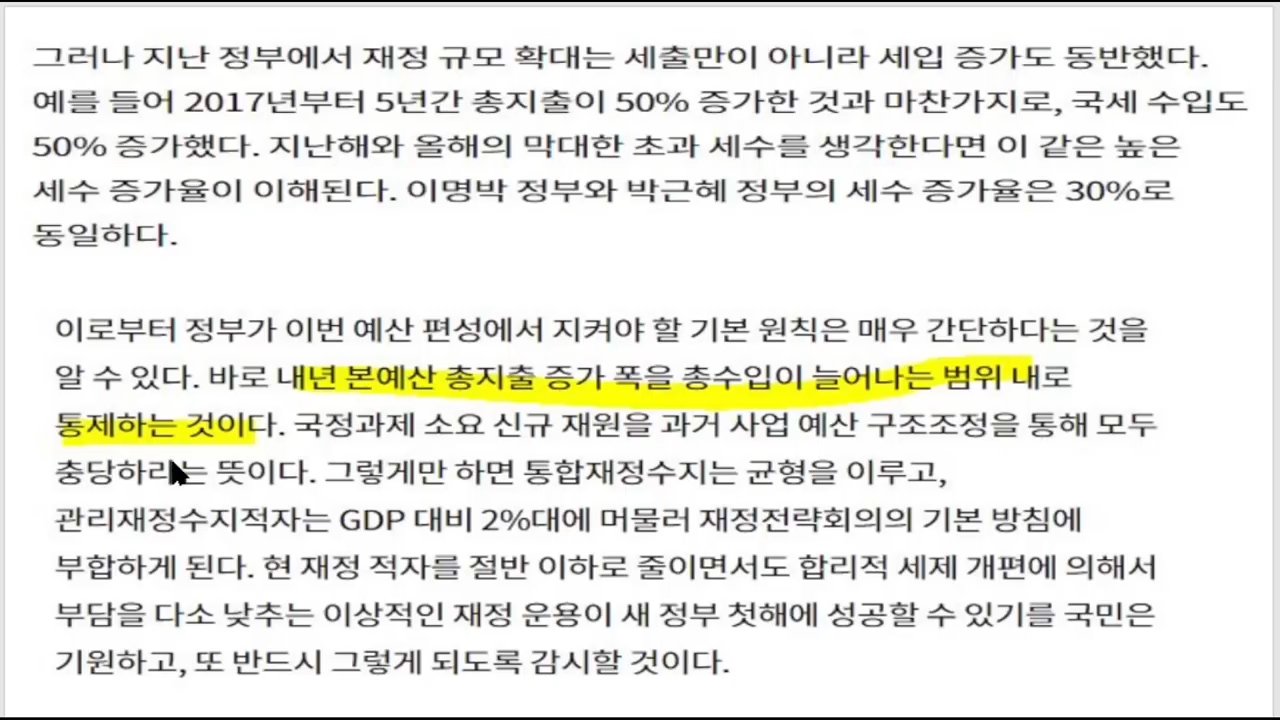 그러나 지난 정부에서 재정 규모 확대는 세출만이 아니라 세입 증가도 동반했다.
예를 들어 2017년부터 5년간 총지출이 50% 증가한 것과 마찬가지로, 국세 수입도
50% 증가했다. 지난해와 올해의 막대한 초과 세수를 생각한다면 이 같은 높은
세수 증가율이 이해된다. 이명박 정부와 박근혜 정부의 세수 증가율은 30%로
동일하다.
이로부터 정부가 이번 예산 편성에서 지켜야 할 기본 원칙은 매우 간단하다는 것을
알 수 있다. 바로 내년 본예산 총지출 증가 폭을 총수입이 늘어나는 범위 내로
통제하는 것이다. 국정과제 소요 신규 재원을 과거 사업 예산 구조조정을 통해 모두
충당하라는 뜻이다. 그렇게만 하면 통합재정수지는 균형을 이루고,
관리재정수지적자는 GDP 대비 2%대에 머물러 재정전략회의의 기본 방침에
부합하게 된다. 현 재정 적자를 절반 이하로 줄이면서도 합리적 세제 개편에 의해서
부담을 다소 낮추는 이상적인 재정 운용이 새 정부 첫해에 성공할 수 있기를 국민은
기원하고, 또 반드시 그렇게 되도록 감시할 것이다.